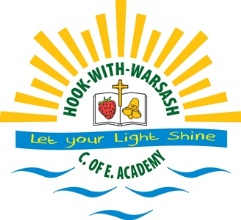 HOOK-WITH-WARSASH
Let your Light Shine
C. OF E. ACADEMY